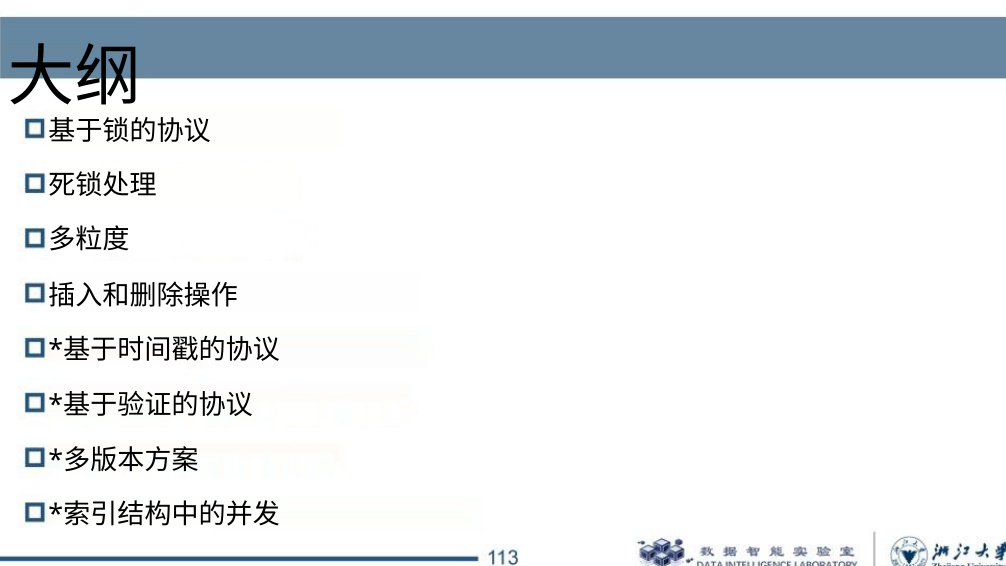 大纲
基于锁的协议
死锁处理
多粒度
插入和删除操作
*基于时间戳的协议
*基于验证的协议
*多版本方案
*索引结构中的并发
113
数据智能实验室
DATA INTELLIGENCE LABORATORY
浙江大学
Zhejiang University